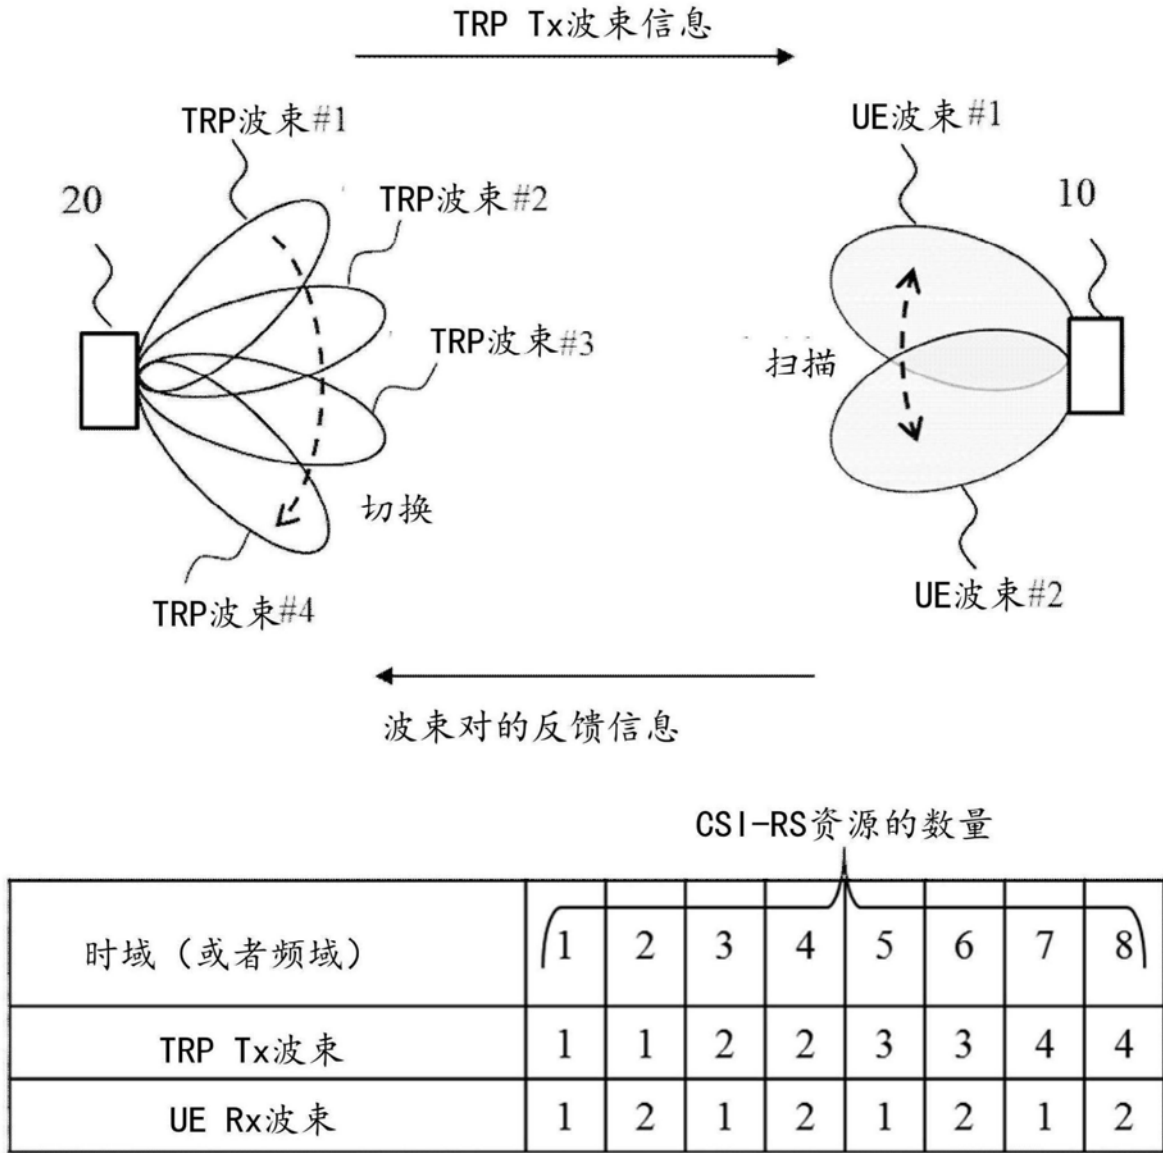 TRP Tx波束信息
TRP波束#1
UE波束#1
20
TRP波束#2
10
TRP波束#3
扫描
切换
TRP波束#4
UE波束#2
波束对的反馈信息
CSI-RS资源的数量
时域（或者频域） 1 2 3 4 5 6 7 8
TRP Tx波束 1 1 2 2 3 3 4 4
UE Rx波束 1 2 1 2 1 2 1 2